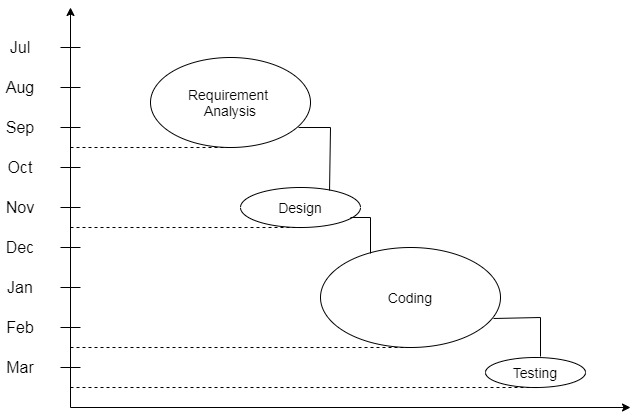 Jul
Aug
Sep
Oct
Nov
Dec
Jan
Feb
Mar
Requirement
Analysis
Design
Coding
Testing